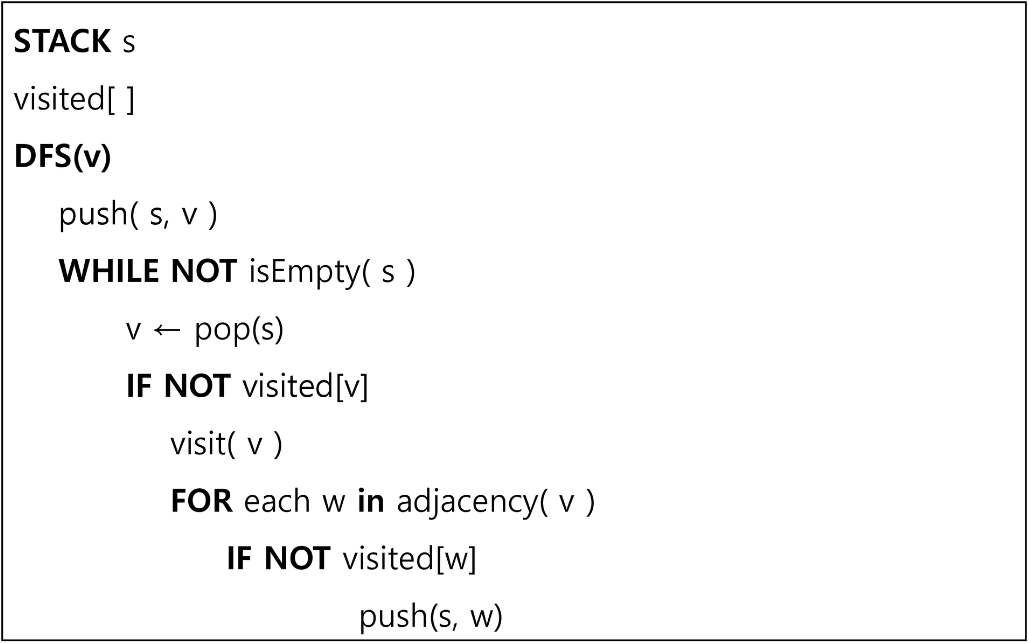 STACK s
visited[ ]
DFS(v)
push( s, v )
WHILE NOT isEmpty( s )
v ← pop(s)
IF NOT visited[v]
visit( v )
FOR each w in adjacency( v )
IF NOT visited[w]
push(s, w)